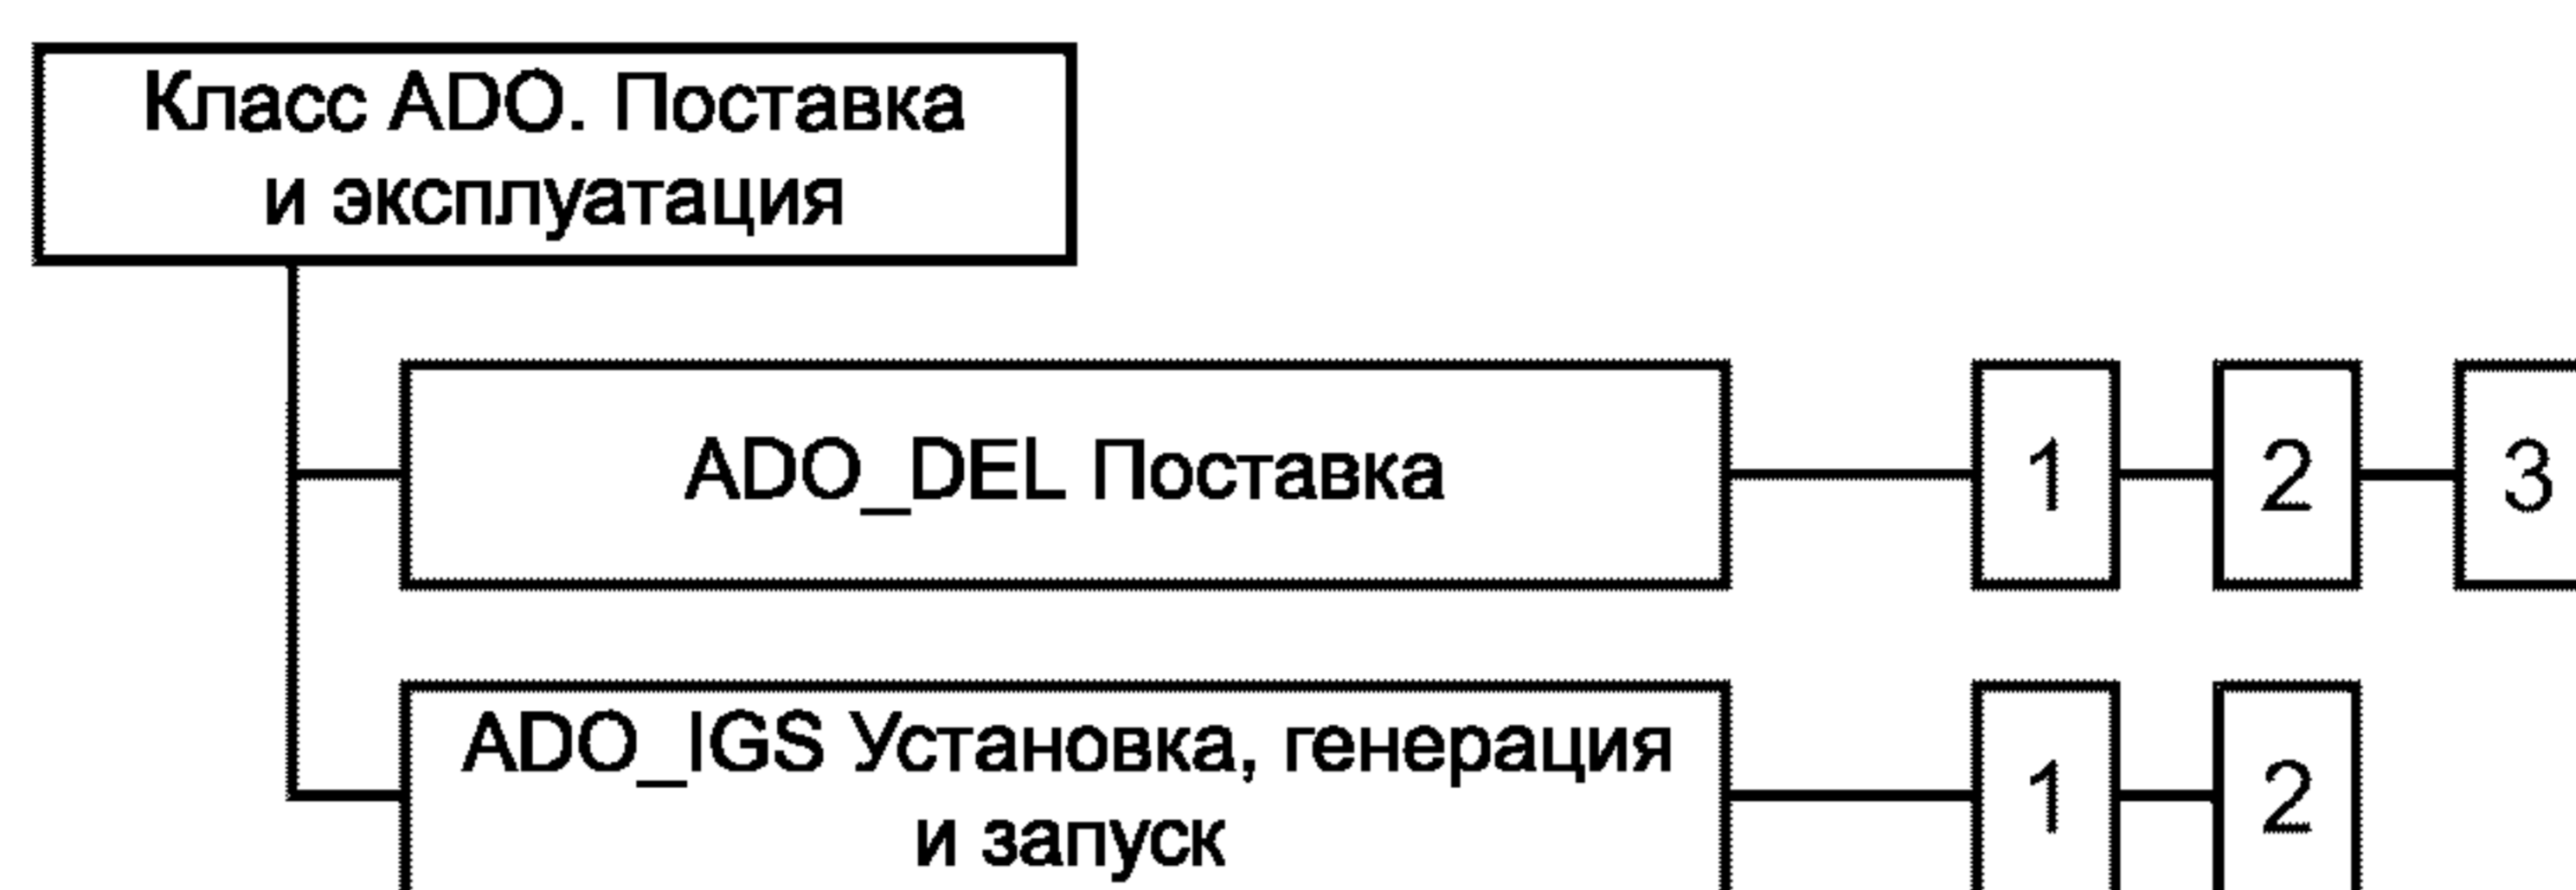 Класс ADO. Поставка
и эксплуатация
ADO_DEL Поставка
1
2
3
ADO_IGS Установка, генерация
и запуск
1
2